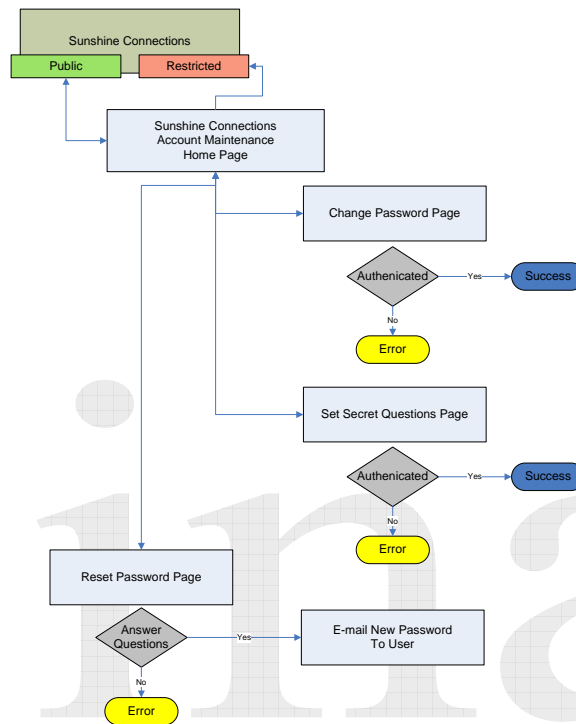 Sunshine Connections
Public
Restricted
Sunshine Connections
Account Maintenance
Home Page
Change Password Page
Authenicated
Yes
Success
No
Error
Set Secret Questions Page
Authenicated
Yes
Success
No
Error
Reset Password Page
Answer
Questions
Yes
E-mail New Password
To User
No
Error
ina